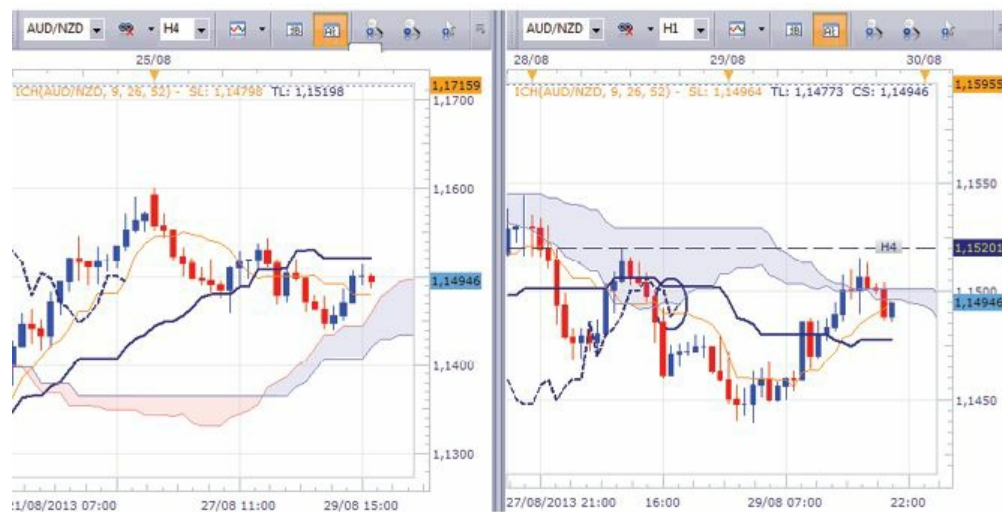 AUD/NZD H4
25/08
ICH(AUD/NZD, 9, 26, 52) - SL: 1,14798 TL: 1,15198
1,17159
1,1700
1,1600
1,14946
1,1400
1,1300
21/08/2013 07:00 27/08 11:00 29/08 15:00
AUD/NZD H1
28/08 29/08 30/08
ICH(AUD/NZD, 9, 26, 52) - SL: 1,14964 TL: 1,14773 CS: 1,14946
1,15955
1,1550
H4
1,15201
1,1500
1,14946
1,1450
27/08/2013 21:00 16:00 29/08 07:00 22:00